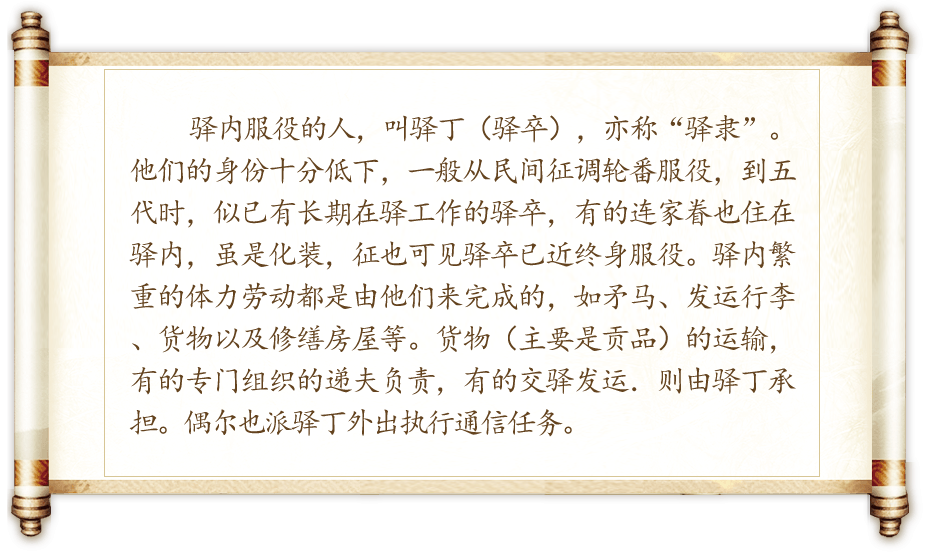 驿内服役的人，叫驿丁（驿卒），亦称“驿隶”。
他们的身份十分低下，一般从民间征调轮番服役，到五
代时，似已有长期在驿工作的驿卒，有的连家眷也住在
驿内，虽是化装，征也可见驿卒已近终身服役。驿内繁
重的体力劳动都是由他们来完成的，如矛马、发运行李
、货物以及修缮房屋等。货物（主要是贡品）的运输，
有的专门组织的递夫负责，有的交驿发运．则由驿丁承
担。偶尔也派驿丁外出执行通信任务。